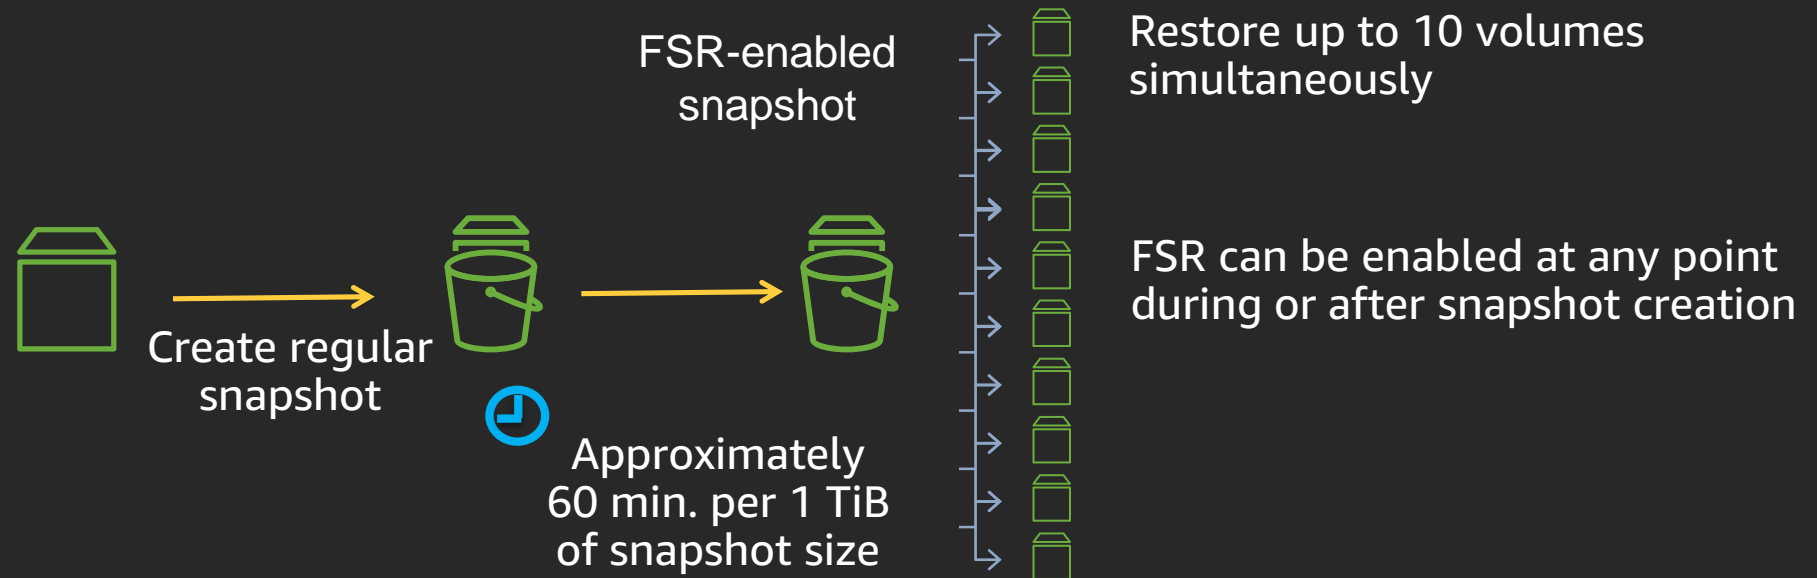 FSR-enabled
snapshot
Restore up to 10 volumes
simultaneously
FSR can be enabled at any point
during or after snapshot creation
Create regular
snapshot
Approximately
60 min. per 1 TiB
of snapshot size